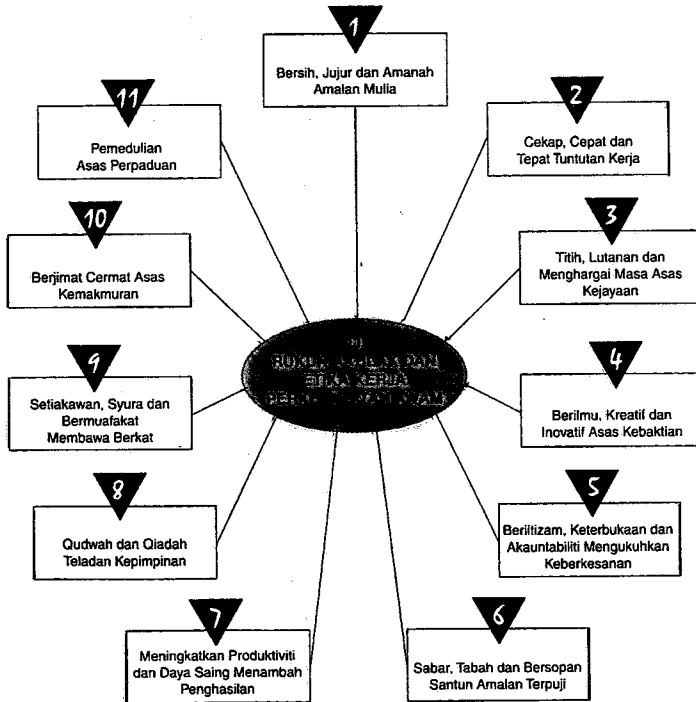 1
Bersih, Jujur dan Amanah
Amalan Mulia
2
Cekap, Cepat dan
Tepat Tuntutan Kerja
3
Titih, Lutanan dan
Menghargai Masa Asas
Kejayaan
4
Berilmu, Kreatif dan
Inovatif Asas Kebaktian
5
Beriltizam, Keterbukaan dan
Akauntabiliti Mengukuhkan
Keberkesanan
6
Sabar, Tabah dan Bersopan
Santun Amalan Terpuji
7
Meningkatkan Produktiviti
dan Daya Saing Menambah
Penghasilan
8
Qudwah dan Qiadah
Teladan Kepimpinan
9
Setiakawan, Syura dan
Bermuafakat
Membawa Berkat
10
Berjimat Cermat Asas
Kemakmuran
11
Pemedulian
Asas Perpaduan
DAN
ETIKA KERJA